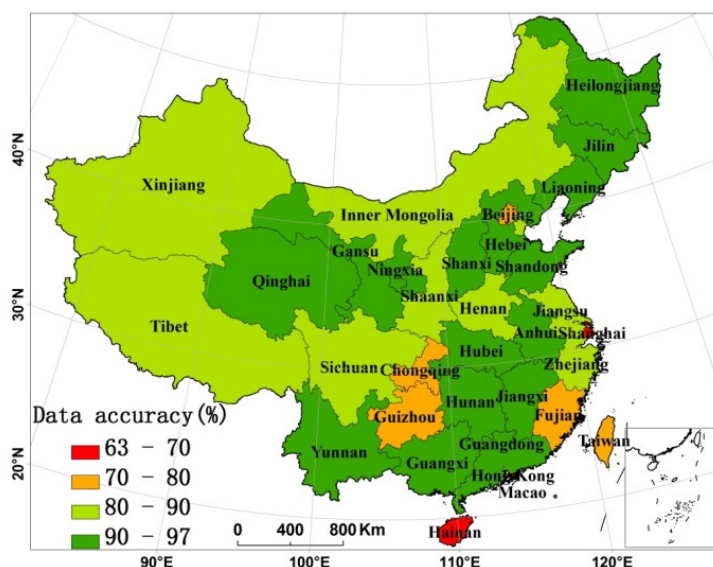 Heilongjiang
Jilin
Liaoning
Xinjiang
Inner Mongolia
Beijing
Hebei
Gansu
Ningxia
Shanxi
Shandong
Qinghai
Shaanxi
Henan
Jiangsu
Anhui
Shanghai
Tibet
Sichuan
Chongqing
Hubei
Zhejiang
Hunan
Jiangxi
Guizhou
Fujian
Taiwan
Yunnan
Guangdong
Guangxi
Hong Kong
Macao
Hainan
40°N
30°N
20°N
Data accuracy(%)
63 - 70
70 - 80
80 - 90
90 - 97
0 400 800 Km
90°E 100°E 110°E 120°E